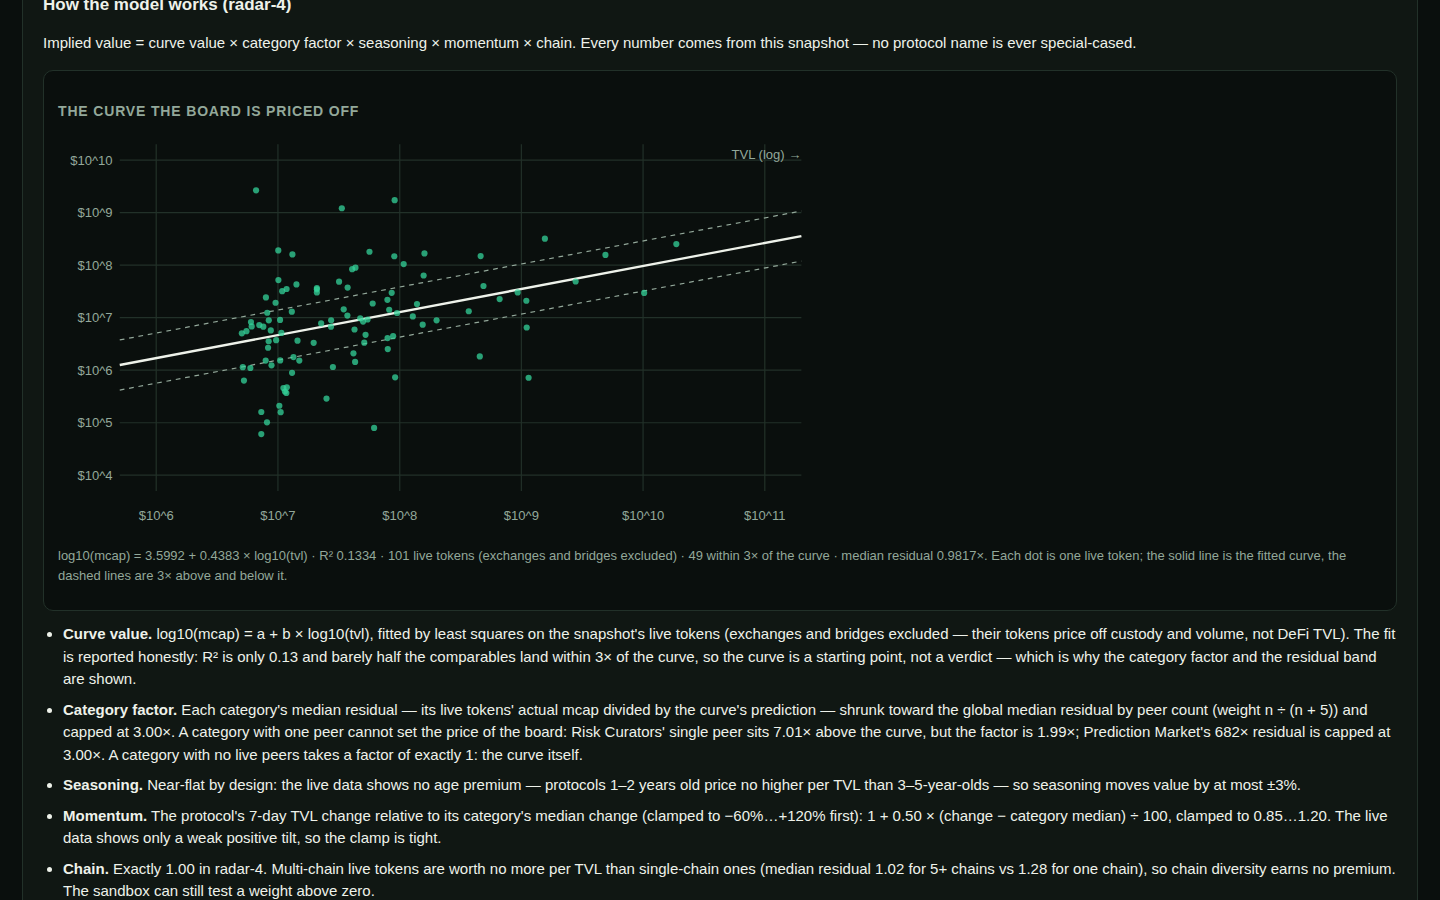 How the model works (radar-4)
Implied value = curve value × category factor × seasoning × momentum × chain. Every number comes from this snapshot — no protocol name is ever special-cased.
THE CURVE THE BOARD IS PRICED OFF
TVL (log) →
$10^10
$10^9
$10^8
$10^7
$10^6
$10^5
$10^4
$10^6 $10^7 $10^8 $10^9 $10^10 $10^11
log10(mcap) = 3.5992 + 0.4383 × log10(tvl) · R² 0.1334 · 101 live tokens (exchanges and bridges excluded) · 49 within 3× of the curve · median residual 0.9817×. Each dot is one live token; the solid line is the fitted curve, the
dashed lines are 3× above and below it.
• Curve value. log10(mcap) = a + b × log10(tvl), fitted by least squares on the snapshot's live tokens (exchanges and bridges excluded — their tokens price off custody and volume, not DeFi TVL). The fit
is reported honestly: R² is only 0.13 and barely half the comparables land within 3× of the curve, so the curve is a starting point, not a verdict — which is why the category factor and the residual band
are shown.
• Category factor. Each category's median residual — its live tokens' actual mcap divided by the curve's prediction — shrunk toward the global median residual by peer count (weight n ÷ (n + 5)) and
capped at 3.00×. A category with one peer cannot set the price of the board: Risk Curators' single peer sits 7.01× above the curve, but the factor is 1.99×; Prediction Market's 682× residual is capped at
3.00×. A category with no live peers takes a factor of exactly 1: the curve itself.
• Seasoning. Near-flat by design: the live data shows no age premium — protocols 1–2 years old price no higher per TVL than 3–5-year-olds — so seasoning moves value by at most ±3%.
• Momentum. The protocol's 7-day TVL change relative to its category's median change (clamped to −60%…+120% first): 1 + 0.50 × (change − category median) ÷ 100, clamped to 0.85…1.20. The live
data shows only a weak positive tilt, so the clamp is tight.
• Chain. Exactly 1.00 in radar-4. Multi-chain live tokens are worth no more per TVL than single-chain ones (median residual 1.02 for 5+ chains vs 1.28 for one chain), so chain diversity earns no premium.
The sandbox can still test a weight above zero.